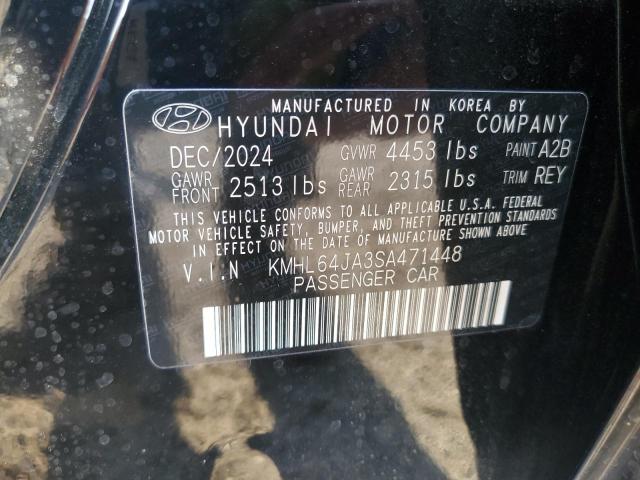 MANUFACTURED IN KOREA BY
HYUNDAI MOTOR COMPANY
DEC/2024 GVWR 4453 lbs PAINT A2B
GAWR FRONT 2513 lbs GAWR REAR 2315 lbs TRIM REY
THIS VEHICLE CONFORMS TO ALL APPLICABLE U.S.A. FEDERAL
MOTOR VEHICLE SAFETY, BUMPER, AND THEFT PREVENTION STANDARDS
IN EFFECT ON THE DATE OF MANUFACTURE SHOWN ABOVE
V.I.N KMHL64JA3SA471448
PASSENGER CAR